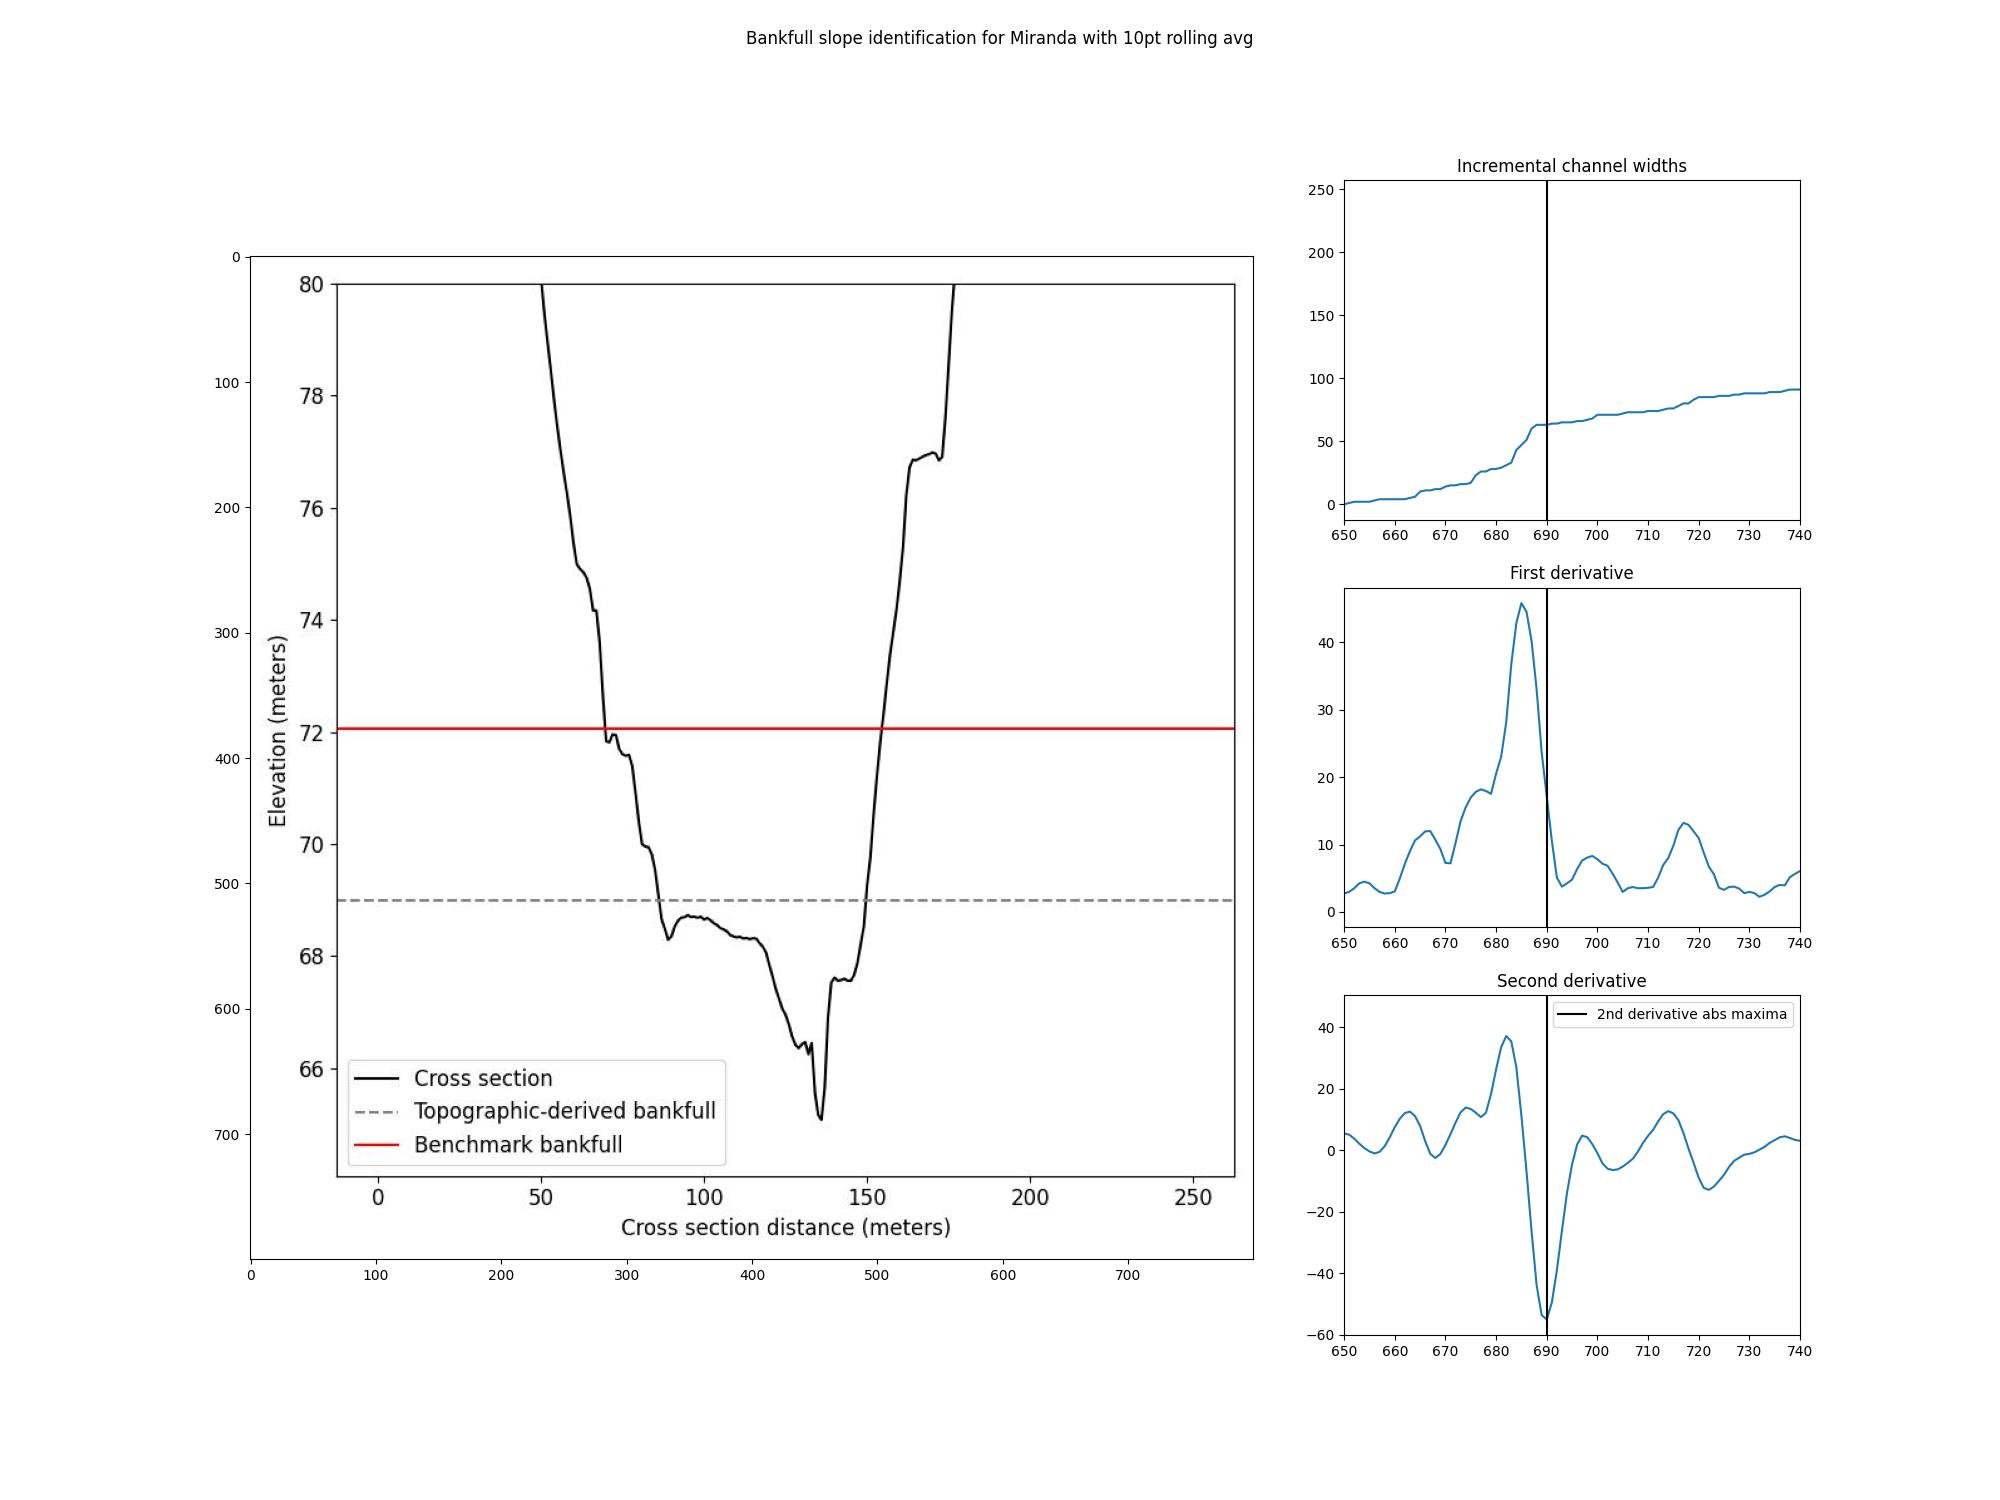 Bankfull slope identification for Miranda with 10pt rolling avg
0
100
200
300
400
500
600
700
80
78
76
74
72
70
68
66
Elevation (meters)
Cross section
Topographic-derived bankfull
Benchmark bankfull
0 50 100 150 200 250
Cross section distance (meters)
0 100 200 300 400 500 600 700
Incremental channel widths
250
200
150
100
50
0
650 660 670 680 690 700 710 720 730 740
First derivative
40
30
20
10
0
650 660 670 680 690 700 710 720 730 740
Second derivative
2nd derivative abs maxima
40
20
0
−20
−40
−60
650 660 670 680 690 700 710 720 730 740